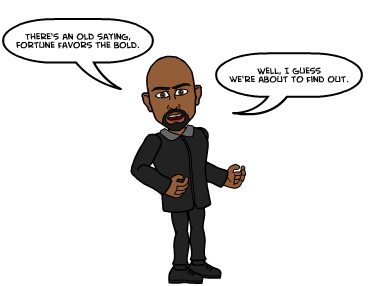 THERE'S AN OLD SAYING,
FORTUNE FAVORS THE BOLD.
WELL, I GUESS
WE'RE ABOUT TO FIND OUT.